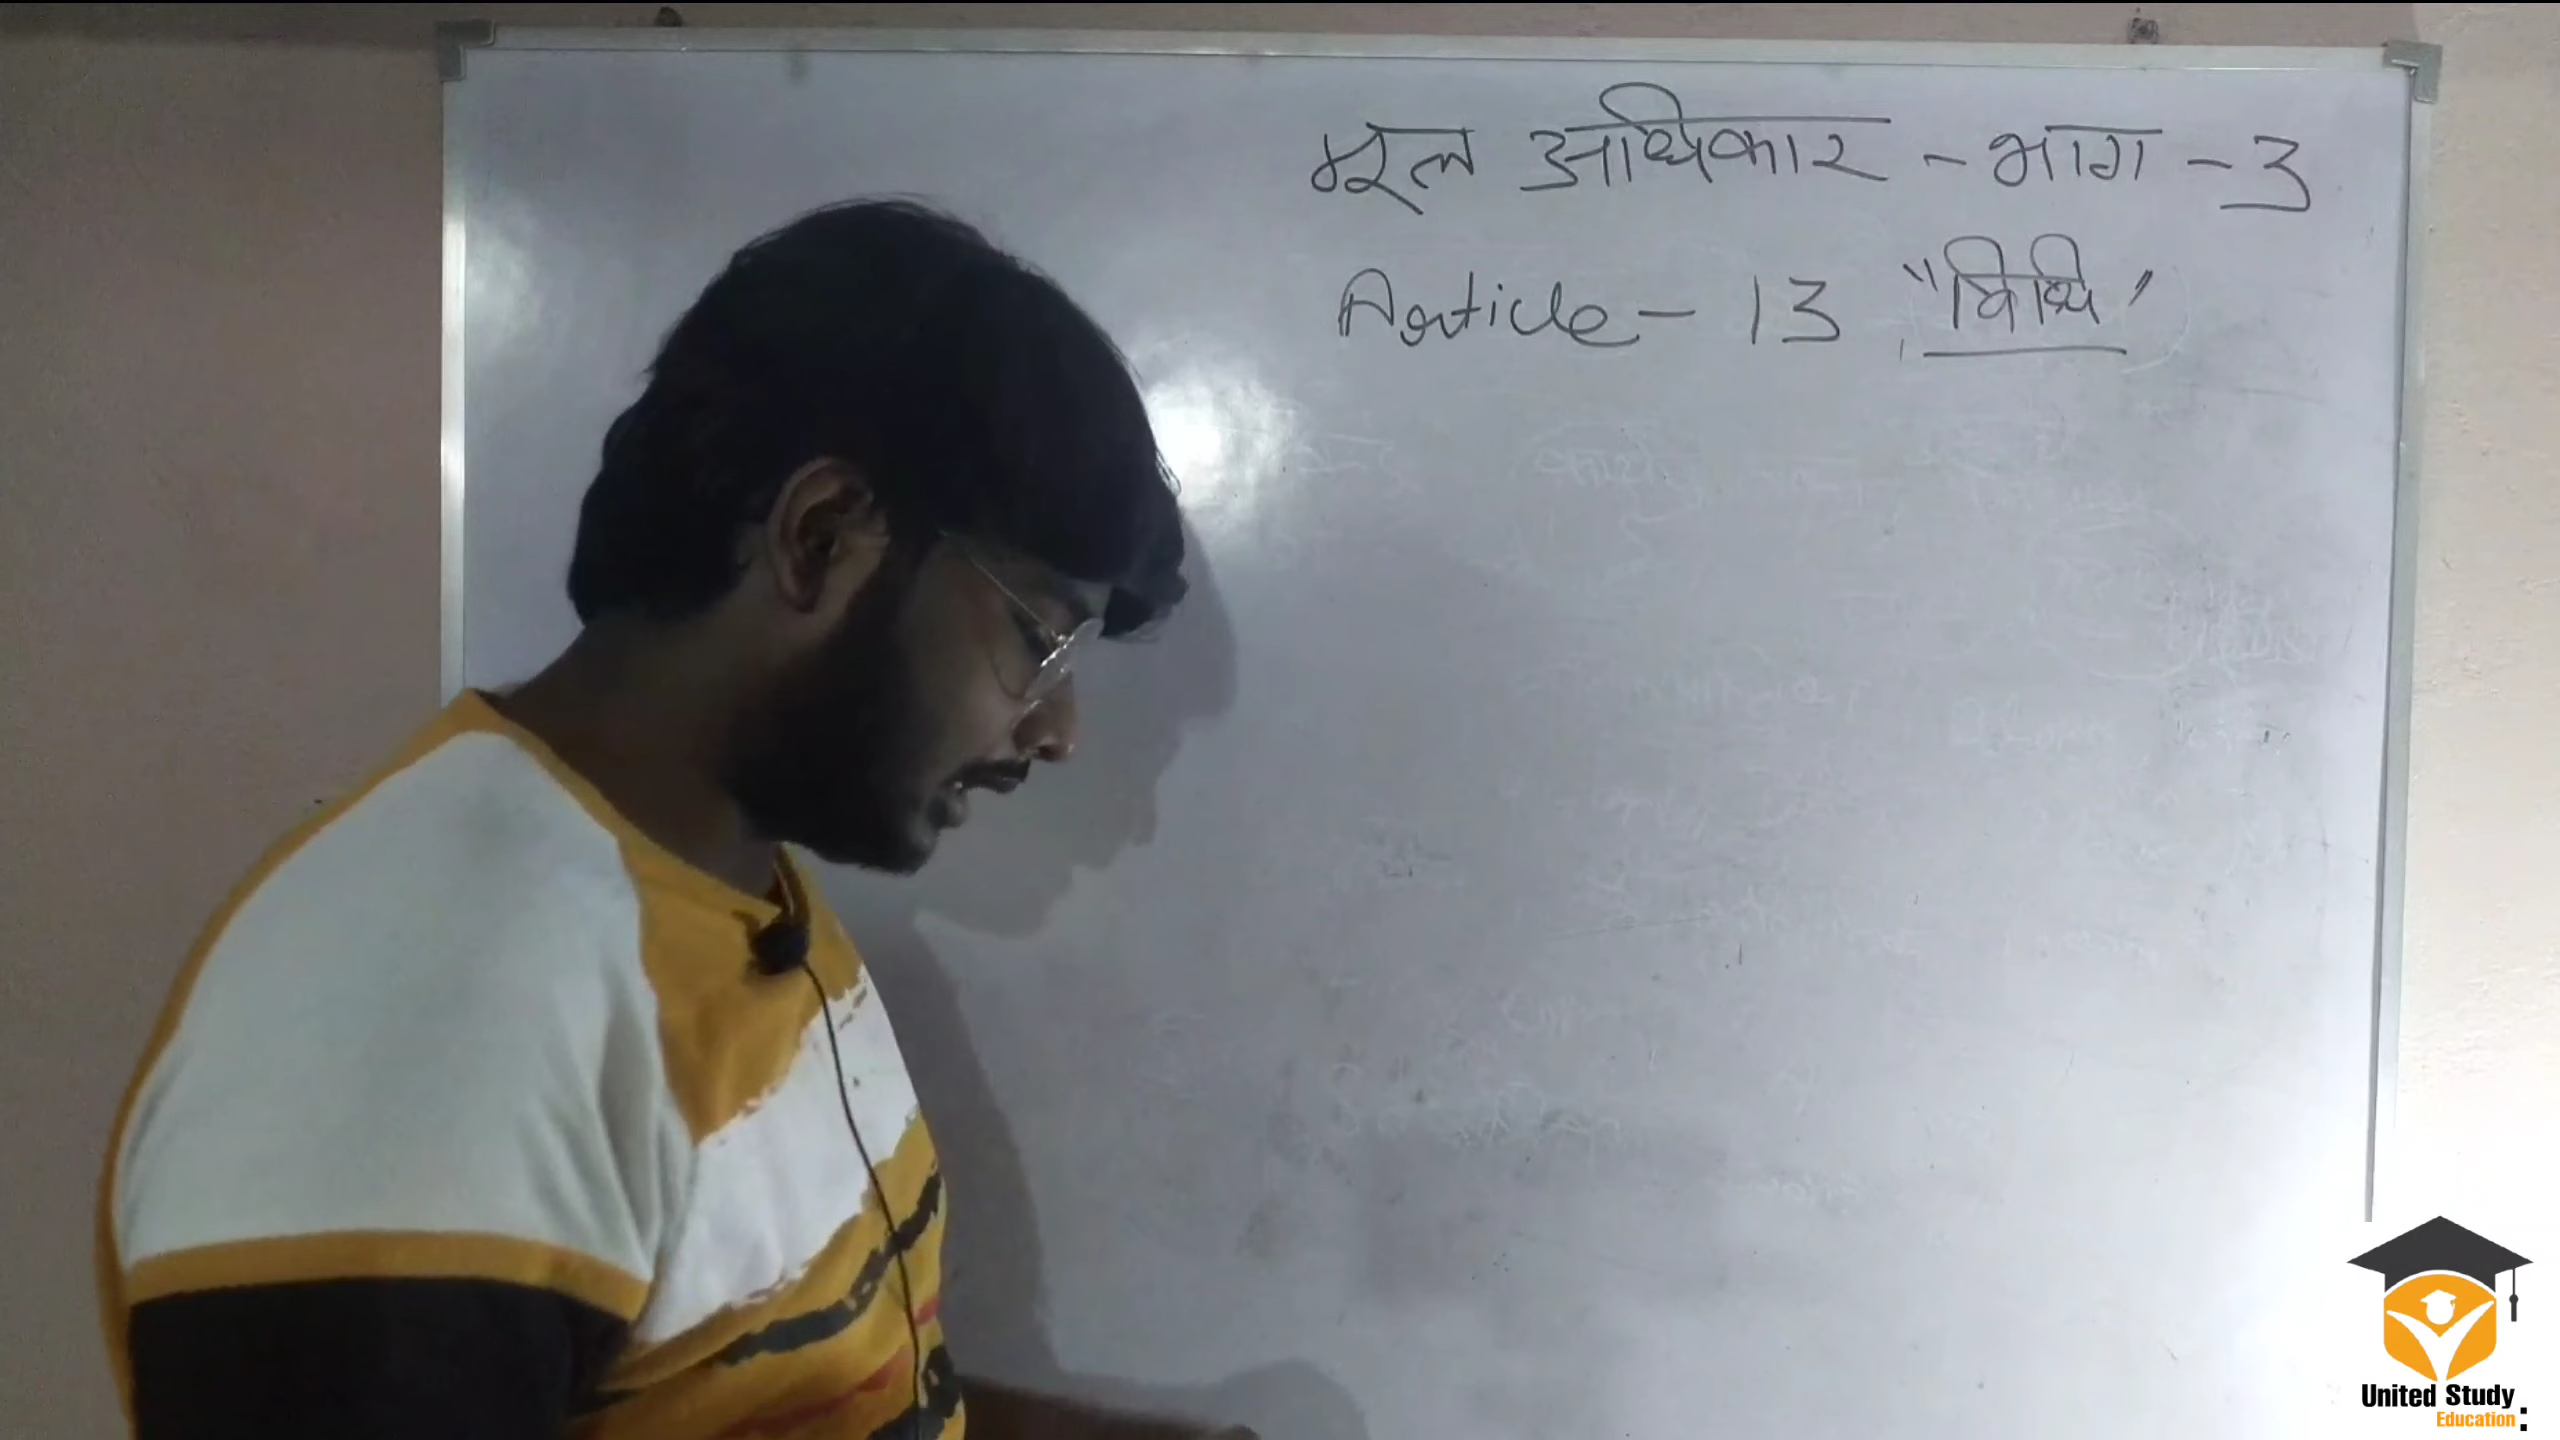 मूल अधिकार - भाग - 3
Article - 13 "विधि"
United Study
Education